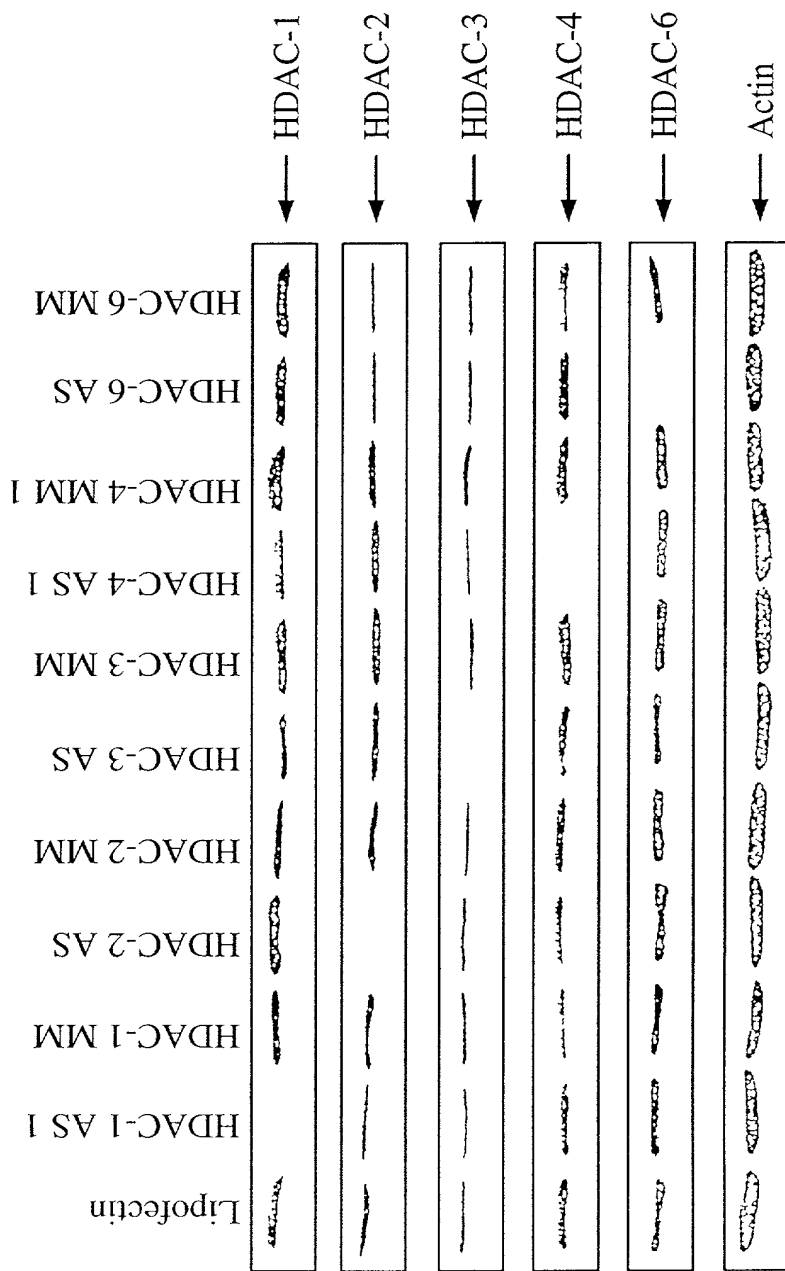 Lipofectin
HDAC-1 AS 1
HDAC-1 MM
HDAC-2 AS
HDAC-2 MM
HDAC-3 AS
HDAC-3 MM
HDAC-4 AS 1
HDAC-4 MM 1
HDAC-6 AS
HDAC-6 MM
HDAC-1
HDAC-2
HDAC-3
HDAC-4
HDAC-6
Actin